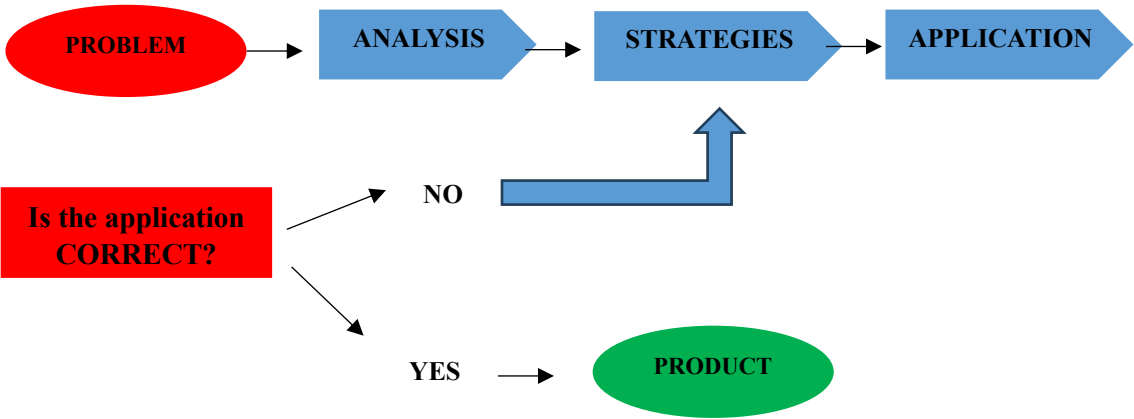 PROBLEM
ANALYSIS
STRATEGIES
APPLICATION
Is the application
CORRECT?
NO
YES
PRODUCT